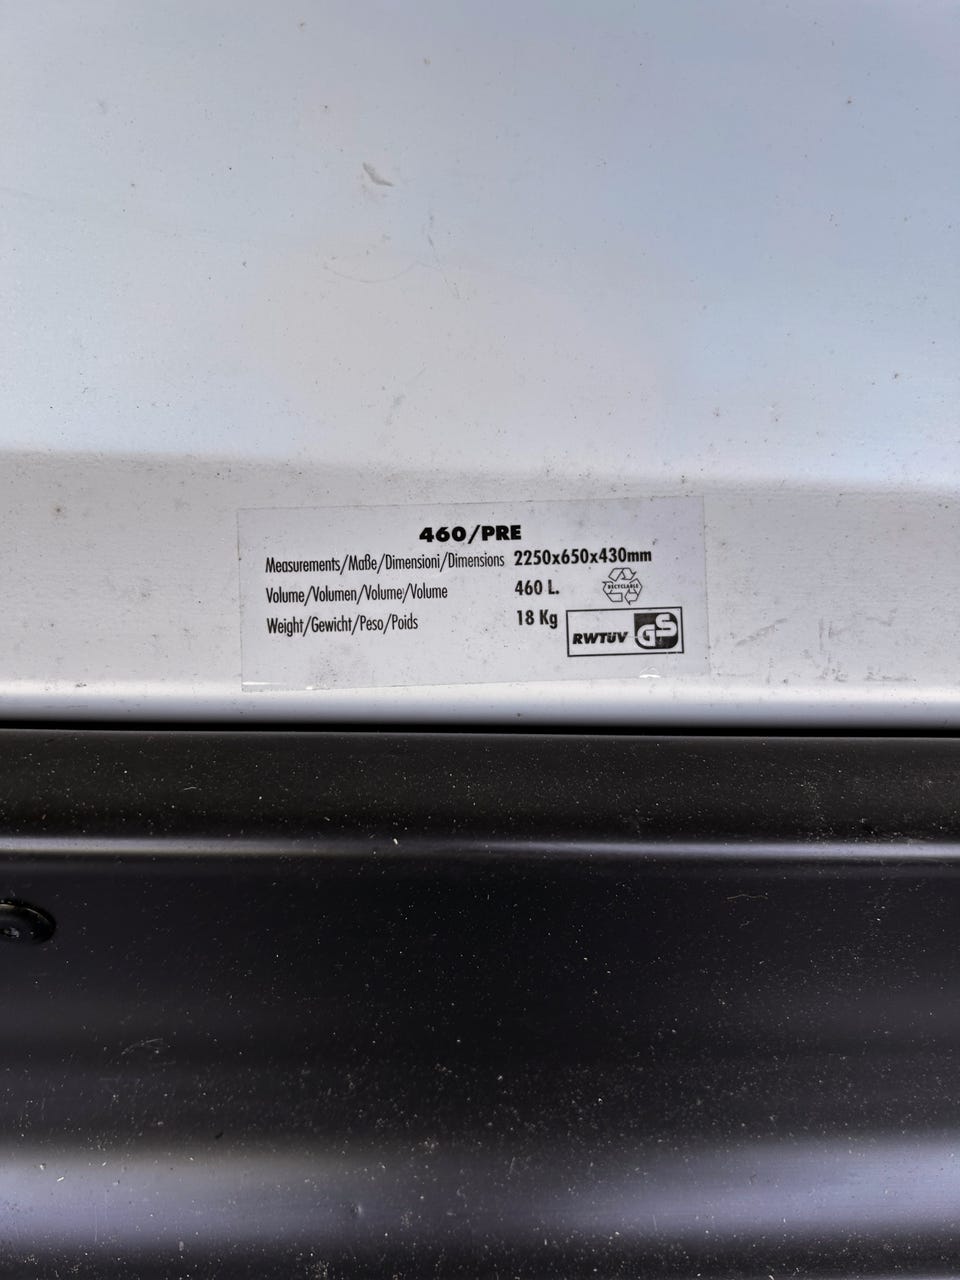 460/PRE
Measurements/Maße/Dimensioni/Dimensions 2250x650x430mm
Volume/Volumen/Volume/Volume 460 L.
RECYCLABLE
Weight/Gewicht/Peso/Poids 18 Kg
RWTÜV GS